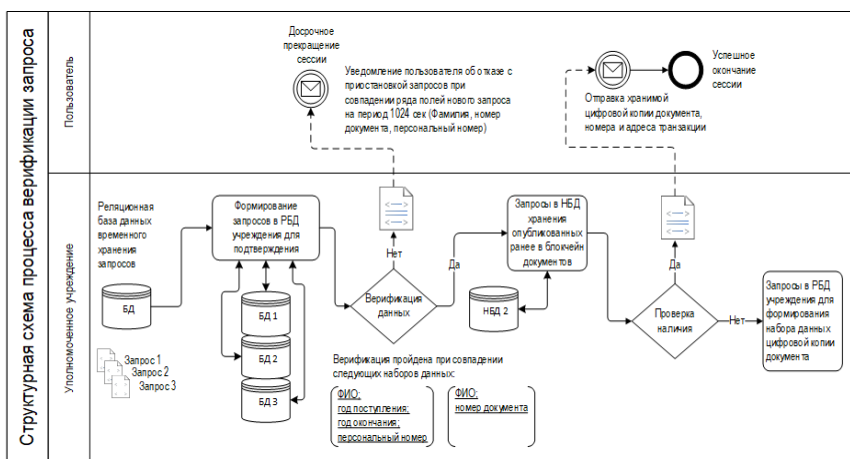 Структурная схема процесса верификации запроса
Пользователь
Досрочное
прекращение
сессии
Уведомление пользователя об отказе с
приостановкой запросов при
совпадении ряда полей нового запроса
на период 1024 сек (Фамилия, номер
документа, персональный номер)
Успешное
окончание
сессии
Отправка хранимой
цифровой копии документа,
номера и адреса транзакции
Уполномоченное учреждение
Реляционная
база данных
временного
хранения
запросов
БД
Запрос 1
Запрос 2
Запрос 3
Формирование
запросов в РБД
учреждения для
подтверждения
БД 1
БД 2
БД 3
Нет
Верификация
данных
Да
Верификация пройдена при совпадении
следующих наборов данных:
ФИО;
год поступления;
год окончания;
персональный номер
ФИО;
номер документа
Запросы в НБД
хранения
опубликованных
ранее в блокчейн
документов
НБД 2
Да
Проверка
наличия
Нет
Запросы в РБД
учреждения для
формирования
набора данных
цифровой копии
документа